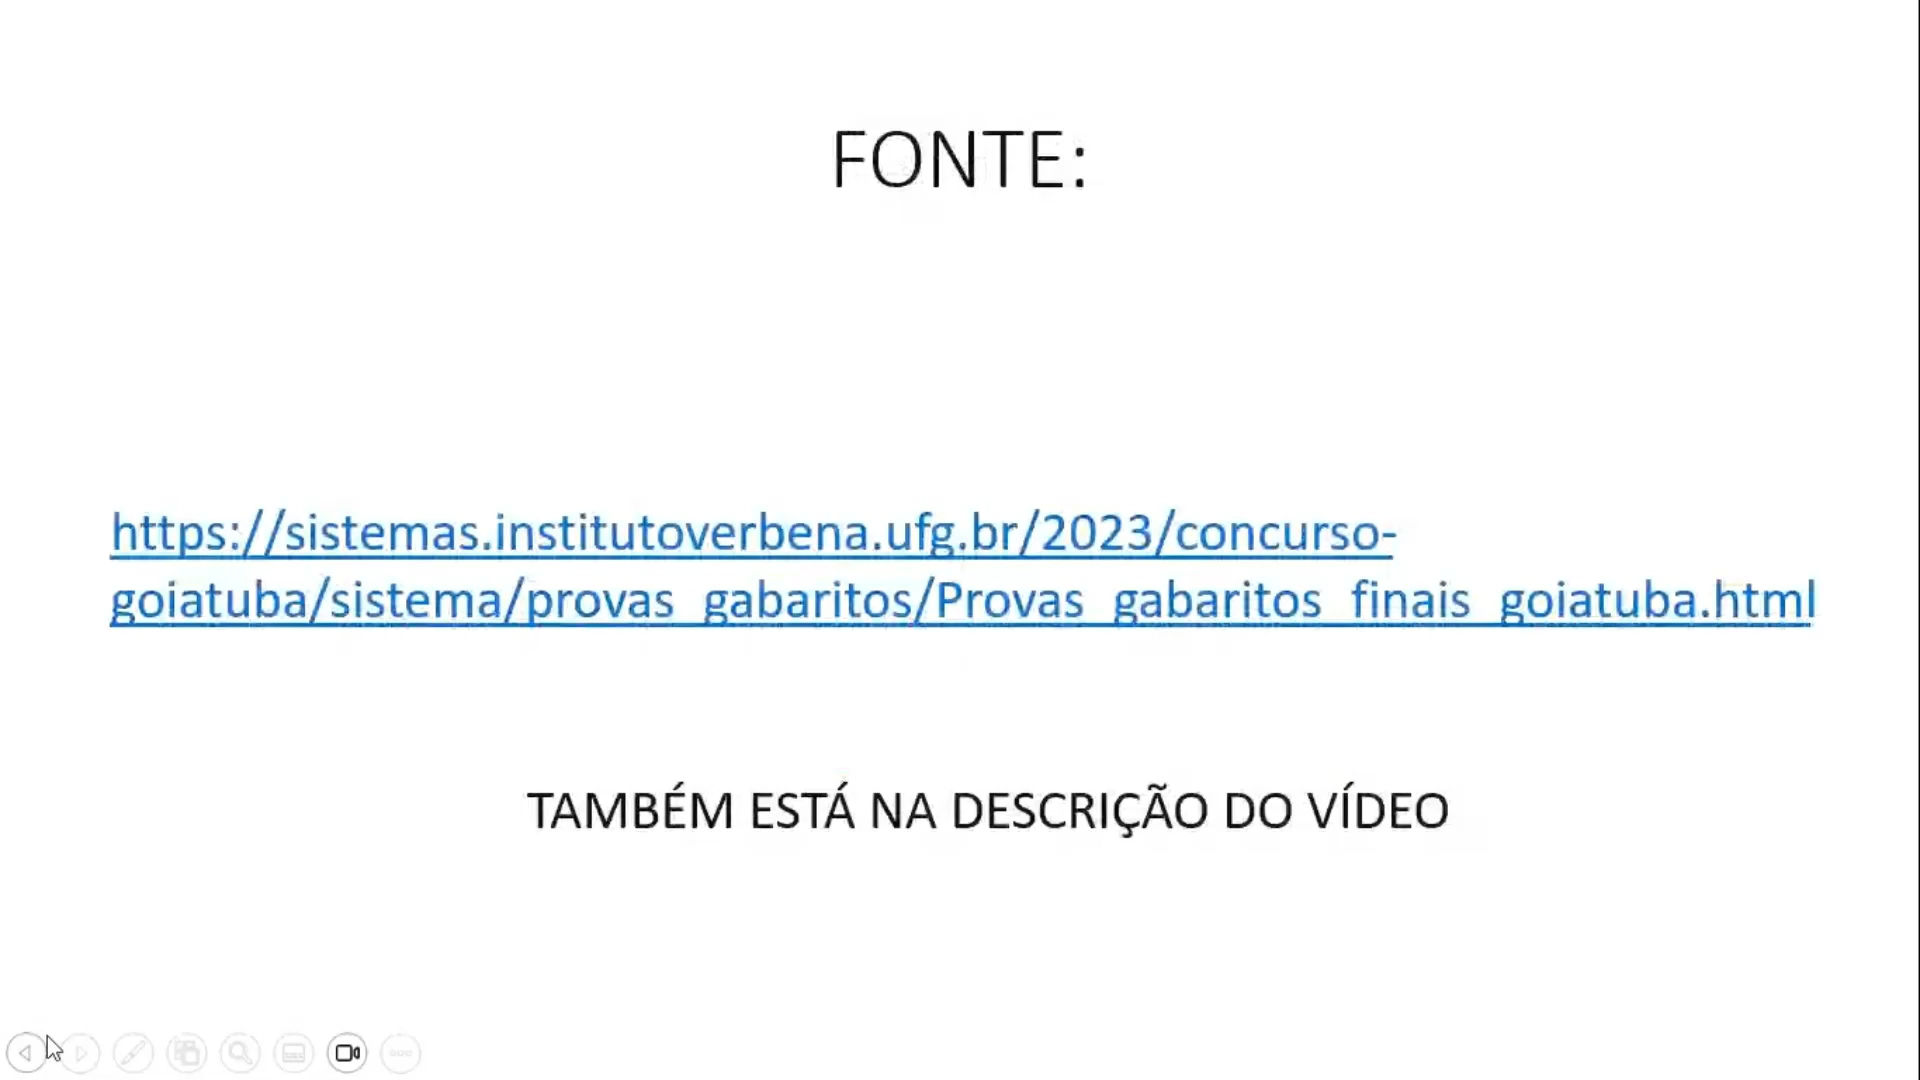 FONTE:
https://sistemas.institutoverbena.ufg.br/2023/concurso-
goiatuba/sistema/provas_gabaritos/Provas_gabaritos_finais_goiatuba.html
TAMBÉM ESTÁ NA DESCRIÇÃO DO VÍDEO